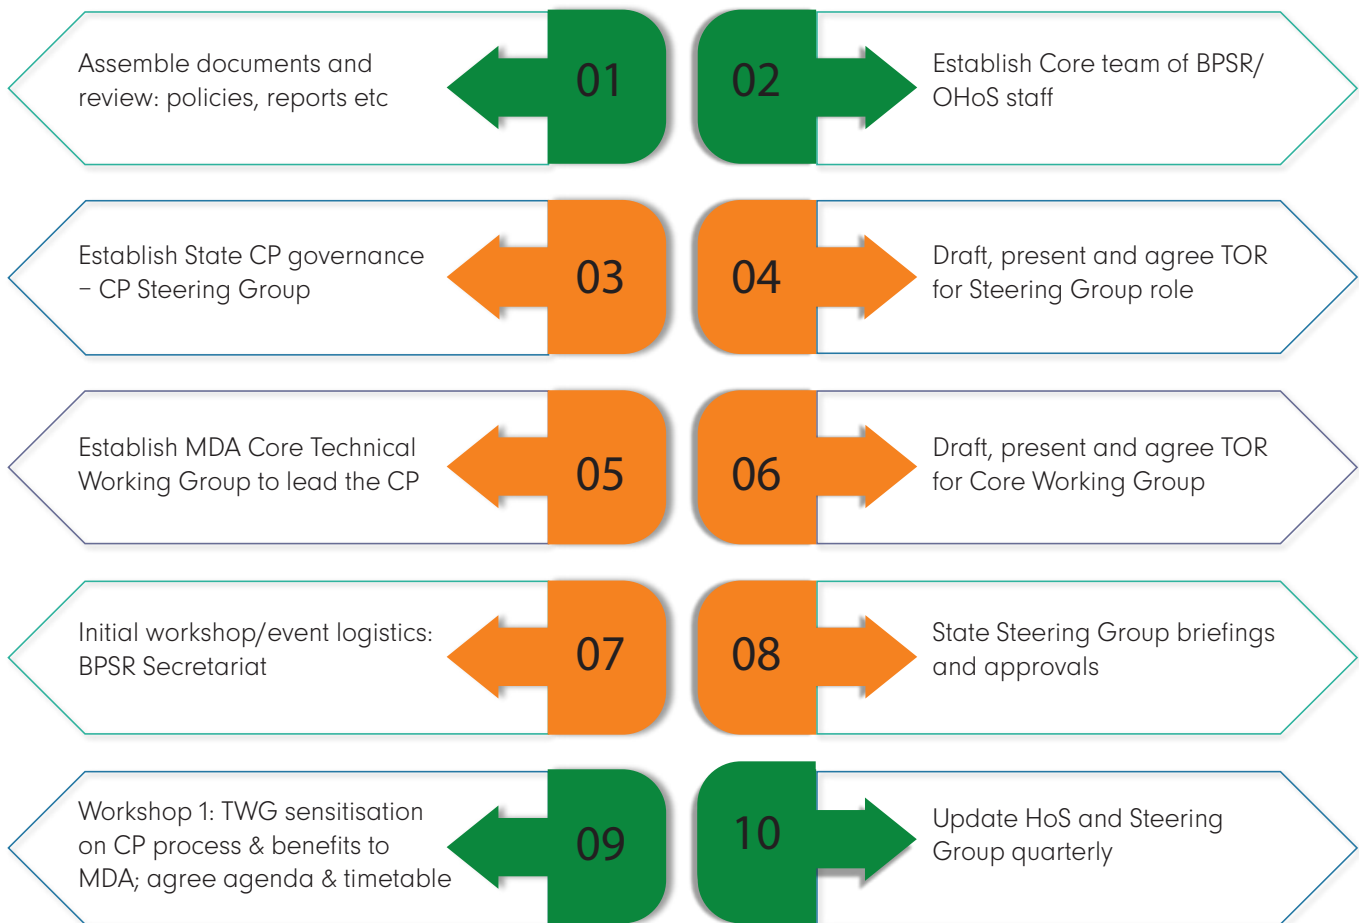 01
Assemble documents and
review: policies, reports etc
02
Establish Core team of BPSR/
OHoS staff
03
Establish State CP governance
– CP Steering Group
04
Draft, present and agree TOR
for Steering Group role
05
Establish MDA Core Technical
Working Group to lead the CP
06
Draft, present and agree TOR
for Core Working Group
07
Initial workshop/event logistics:
BPSR Secretariat
08
State Steering Group briefings
and approvals
09
Workshop 1: TWG sensitisation
on CP process & benefits to
MDA; agree agenda & timetable
10
Update HoS and Steering
Group quarterly